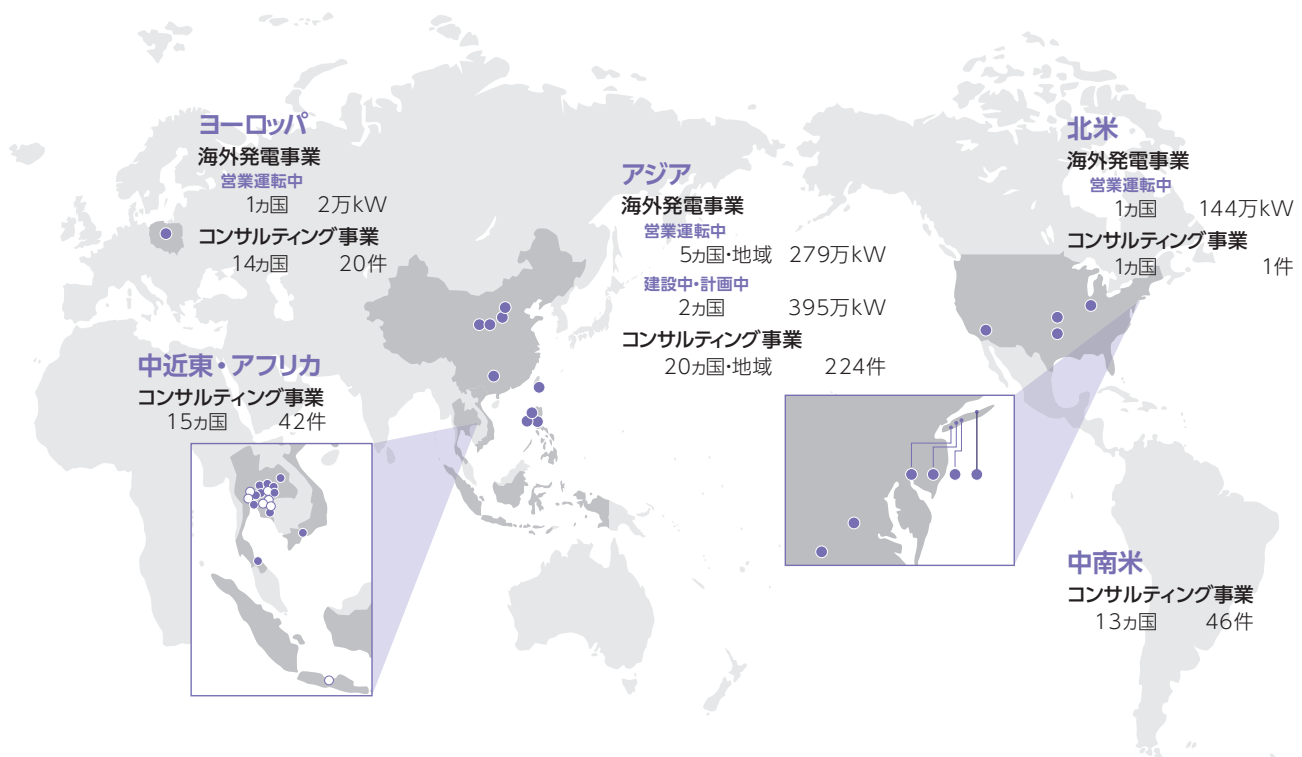 ヨーロッパ
海外発電事業
営業運転中
1ヵ国 2万kW
コンサルティング事業
14ヵ国 20件
中近東・アフリカ
コンサルティング事業
15ヵ国 42件
アジア
海外発電事業
営業運転中
5ヵ国・地域 279万kW
建設中・計画中
2ヵ国 395万kW
コンサルティング事業
20ヵ国・地域 224件
北米
海外発電事業
営業運転中
1ヵ国 144万kW
コンサルティング事業
1ヵ国 1件
中南米
コンサルティング事業
13ヵ国 46件